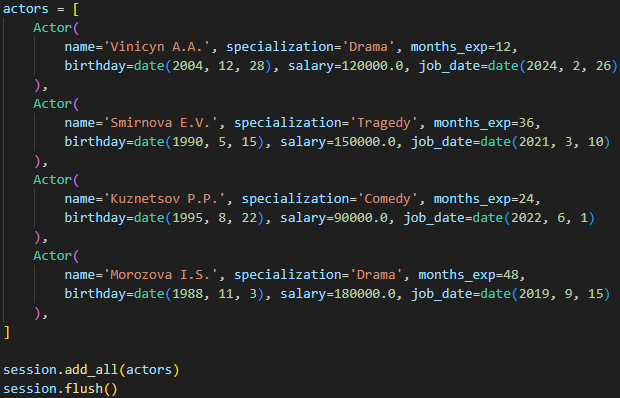 actors = [
    Actor(
        name='Vinicyn A.A.', specialization='Drama', months_exp=12,
        birthday=date(2004, 12, 28), salary=120000.0, job_date=date(2024, 2, 26)
    ),
    Actor(
        name='Smirnova E.V.', specialization='Tragedy', months_exp=36,
        birthday=date(1990, 5, 15), salary=150000.0, job_date=date(2021, 3, 10)
    ),
    Actor(
        name='Kuznetsov P.P.', specialization='Comedy', months_exp=24,
        birthday=date(1995, 8, 22), salary=90000.0, job_date=date(2022, 6, 1)
    ),
    Actor(
        name='Morozova I.S.', specialization='Drama', months_exp=48,
        birthday=date(1988, 11, 3), salary=180000.0, job_date=date(2019, 9, 15)
    ),
]

session.add_all(actors)
session.flush()